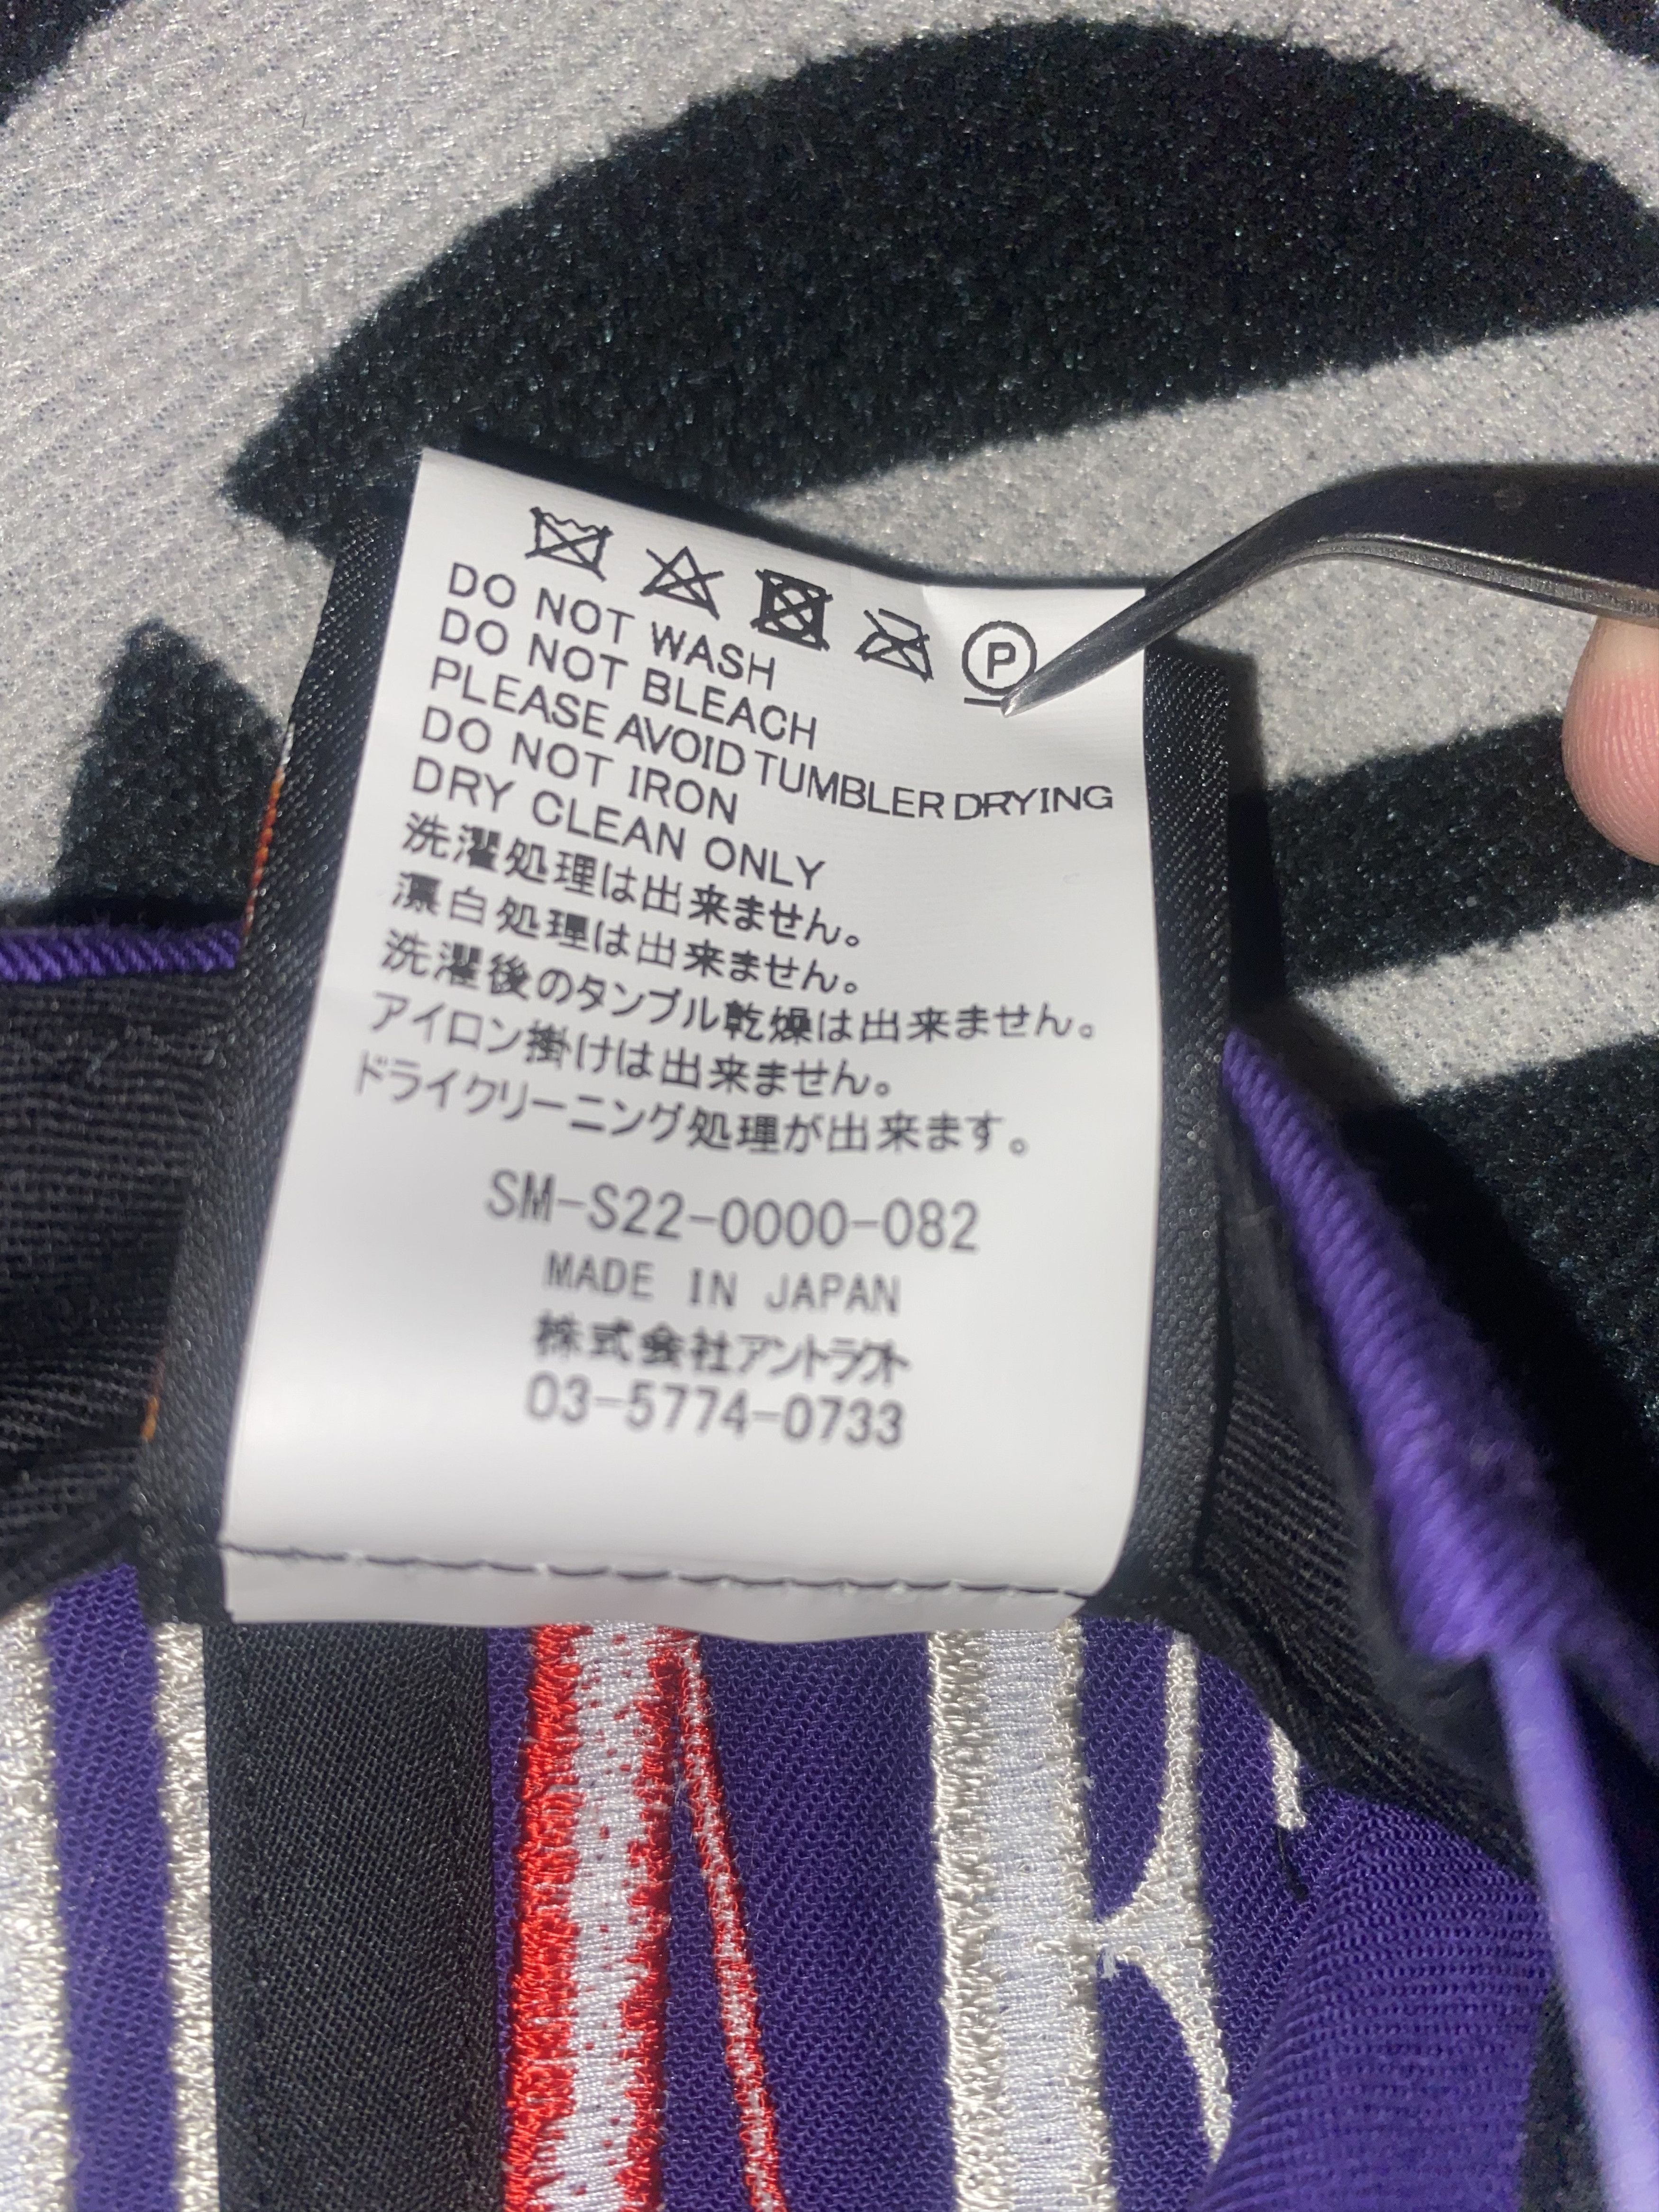 P
DO NOT WASH
DO NOT BLEACH
PLEASE AVOID TUMBLER DRYING
DO NOT IRON
DRY CLEAN ONLY
洗濯処理は出来ません。
漂白処理は出来ません。
洗濯後のタンブル乾燥は出来ません。
アイロン掛けは出来ません。
ドライクリーニング処理が出来ます。
SM-S22-0000-082
MADE IN JAPAN
株式会社アントラクト
03-5774-0733